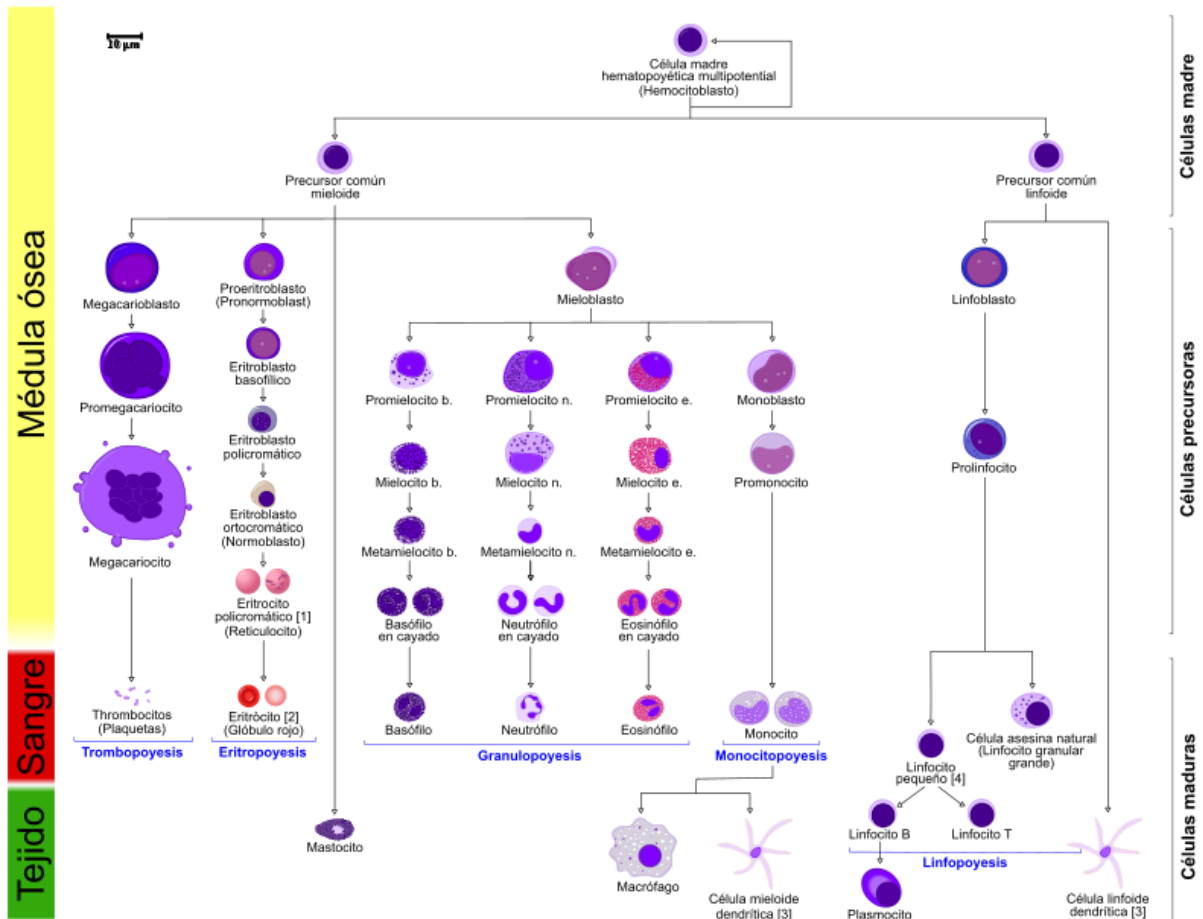 10 µm
Célula madre
hematopoyética multipotential
(Hemocitoblasto)
Precursor común
mieloide
Precursor común
linfoide
Células madre
Médula ósea
Megacarioblasto
Proeritroblasto
(Pronormoblast)
Mieloblasto
Linfoblasto
Promegacariocito
Eritroblasto
basofílico
Promielocito b.
Promielocito n.
Promielocito e.
Monoblasto
Eritroblasto
policromático
Mielocito b.
Mielocito n.
Mielocito e.
Promonocito
Prolinfocito
Células precursoras
Megacariocito
Eritroblasto
ortocromático
(Normoblasto)
Metamielocito b.
Metamielocito n.
Metamielocito e.
Eritrocito
policromático [1]
(Reticulocito)
Basófilo
en cayado
Neutrófilo
en cayado
Eosinófilo
en cayado
Sangre
Thrombocitos
(Plaquetas)
Eritròcito [2]
(Glóbulo rojo)
Basófilo
Neutrófilo
Eosinófilo
Monocito
Célula asesina natural
(Linfocito granular
grande)
Trombopoyesis
Eritropoyesis
Granulopoyesis
Monocitopoyesis
Linfocito
pequeño [4]
Células maduras
Tejido
Mastocito
Linfocito B
Linfocito T
Linfopoyesis
Macrófago
Célula mieloide
dendrítica [3]
Plasmocito
Célula linfoide
dendrítica [3]